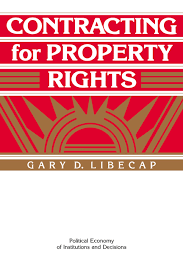 CONTRACTING
for PROPERTY
RIGHTS
GARY D. LIBECAP
Political Economy
of Institutions and Decisions